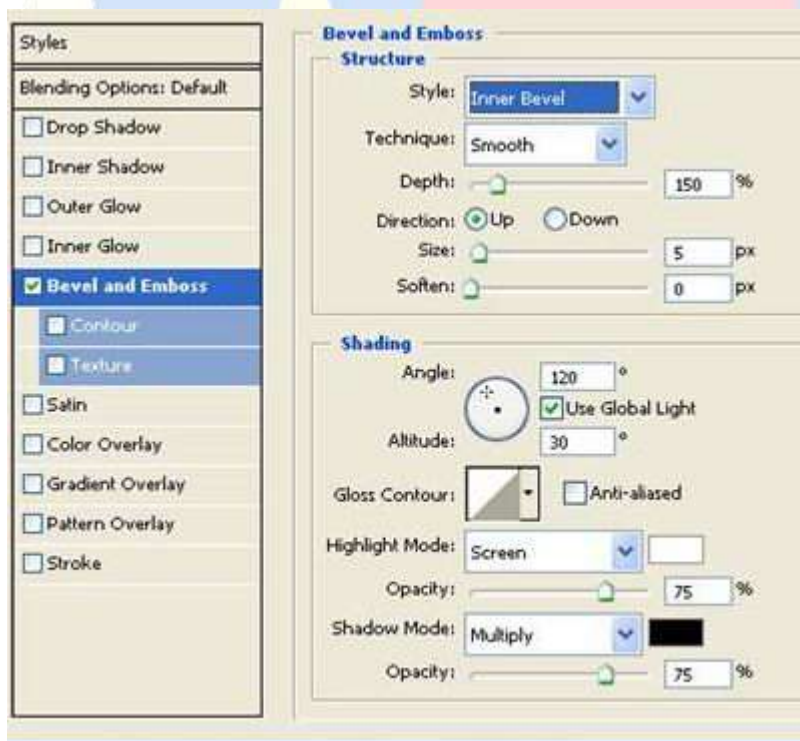 Styles
Blending Options: Default
Drop Shadow
Inner Shadow
Outer Glow
Inner Glow
Bevel and Emboss
Contour
Texture
Satin
Color Overlay
Gradient Overlay
Pattern Overlay
Stroke
Bevel and Emboss
Structure
Style: Inner Bevel
Technique: Smooth
Depth: 150 %
Direction: Up Down
Size: 5 px
Soften: 0 px
Shading
Angle: 120 °
Use Global Light
Altitude: 30 °
Gloss Contour: Anti-aliased
Highlight Mode: Screen
Opacity: 75 %
Shadow Mode: Multiply
Opacity: 75 %